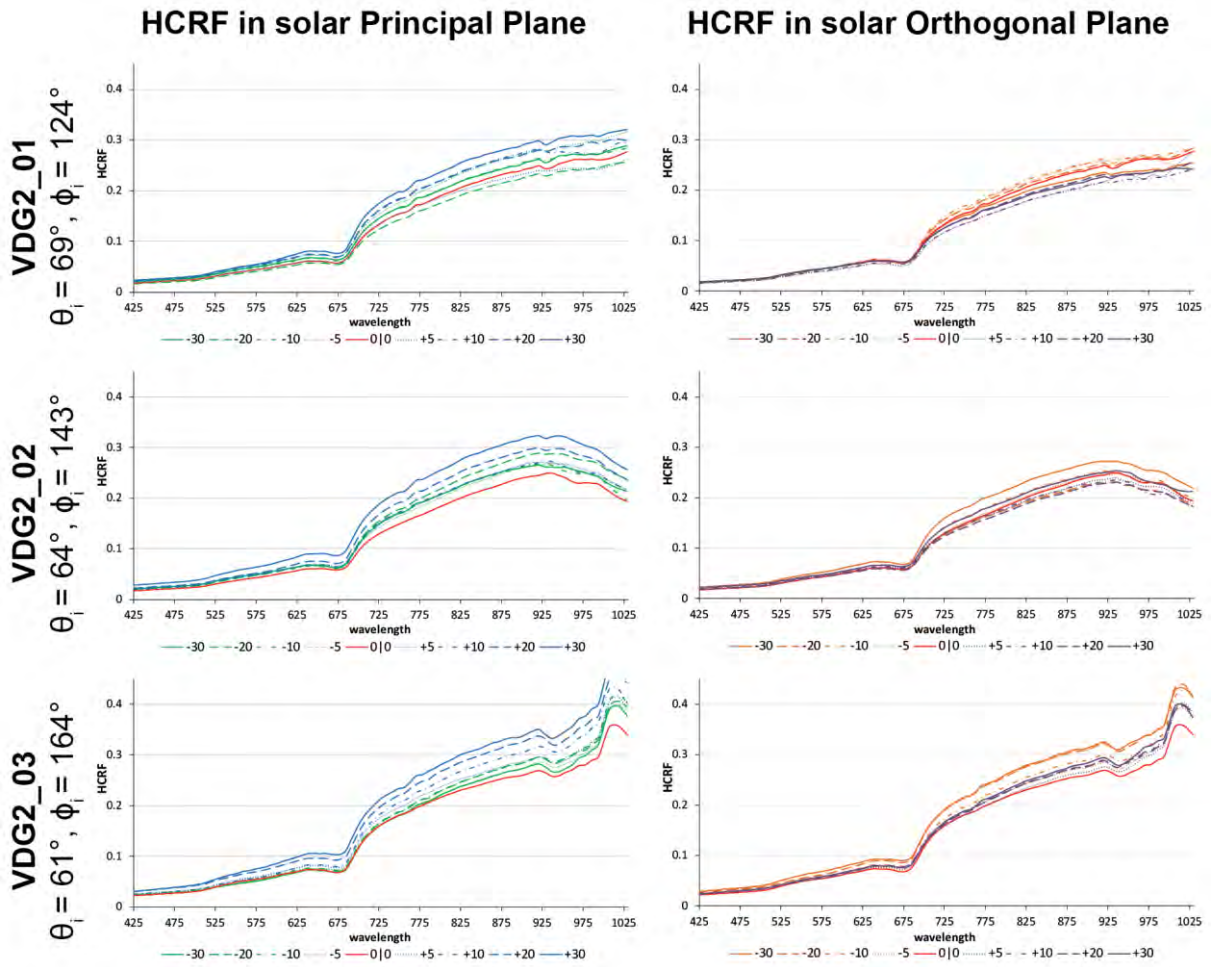 HCRF in solar Principal Plane
HCRF in solar Orthogonal Plane
VDG2_01
θi = 69°, ϕi = 124°
HCRF
0.4
0.3
0.2
0.1
0
425 475 525 575 625 675 725 775 825 875 925 975 1025
wavelength
-30 -20 -10 -5 0|0 +5 +10 +20 +30
HCRF
0.4
0.3
0.2
0.1
0
425 475 525 575 625 675 725 775 825 875 925 975 1025
wavelength
-30 -20 -10 -5 0|0 +5 +10 +20 +30
VDG2_02
θi = 64°, ϕi = 143°
HCRF
0.4
0.3
0.2
0.1
0
425 475 525 575 625 675 725 775 825 875 925 975 1025
wavelength
-30 -20 -10 -5 0|0 +5 +10 +20 +30
HCRF
0.4
0.3
0.2
0.1
0
425 475 525 575 625 675 725 775 825 875 925 975 1025
wavelength
-30 -20 -10 -5 0|0 +5 +10 +20 +30
VDG2_03
θi = 61°, ϕi = 164°
HCRF
0.4
0.3
0.2
0.1
0
425 475 525 575 625 675 725 775 825 875 925 975 1025
wavelength
-30 -20 -10 -5 0|0 +5 +10 +20 +30
HCRF
0.4
0.3
0.2
0.1
0
425 475 525 575 625 675 725 775 825 875 925 975 1025
wavelength
-30 -20 -10 -5 0|0 +5 +10 +20 +30